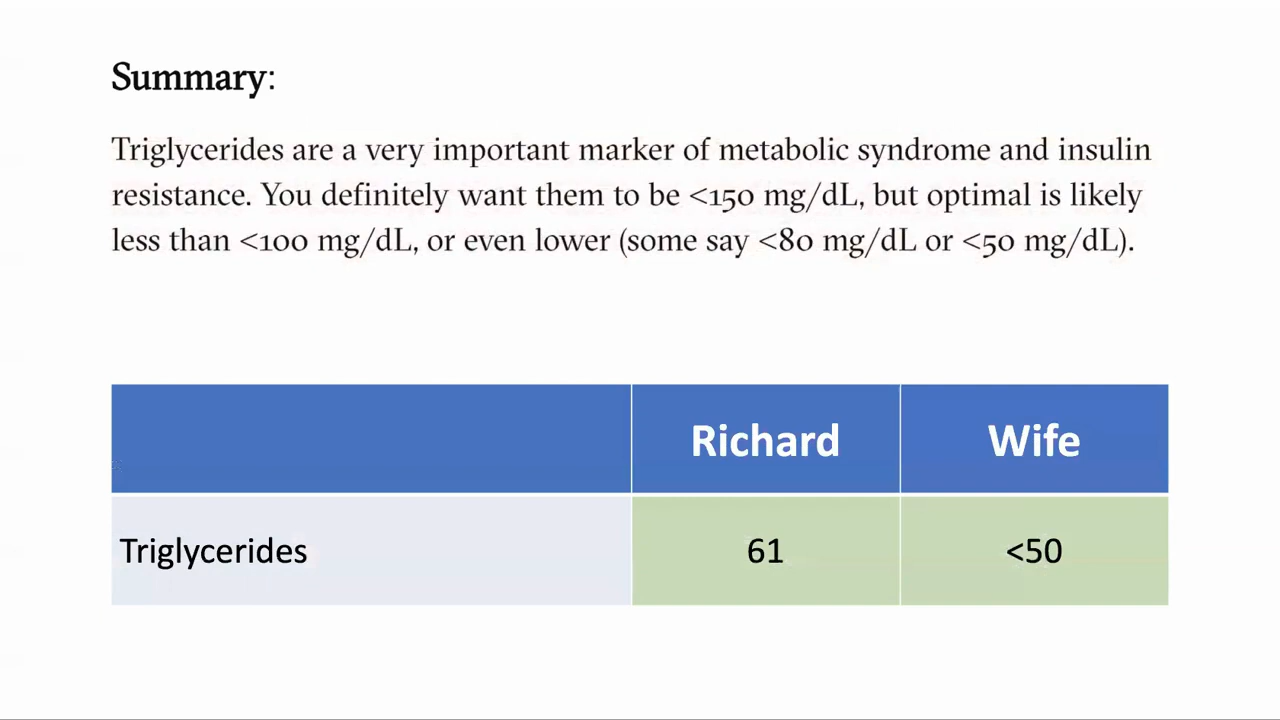 Summary:
Triglycerides are a very important marker of metabolic syndrome and insulin
resistance. You definitely want them to be <150 mg/dL, but optimal is likely
less than <100 mg/dL, or even lower (some say <80 mg/dL or <50 mg/dL).
Richard Wife
Triglycerides 61 <50